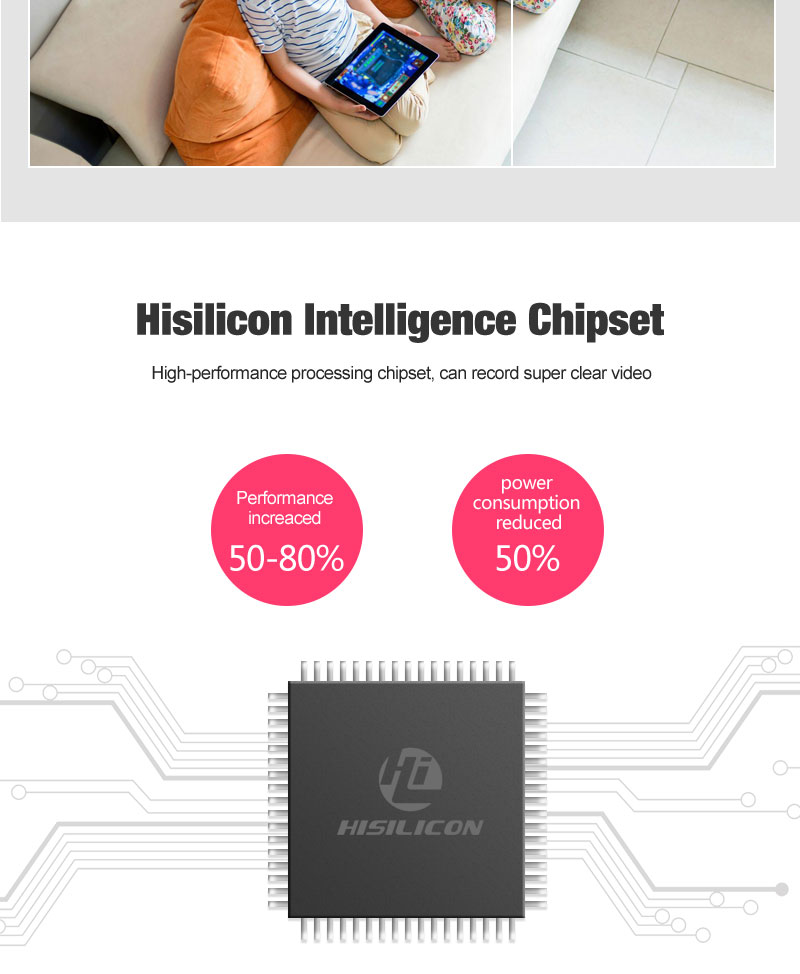 Hisilicon Intelligence Chipset
High-performance processing chipset, can record super clear video
Performance
increaced
50-80%
power
consumption
reduced
50%
Hi
HISILICON